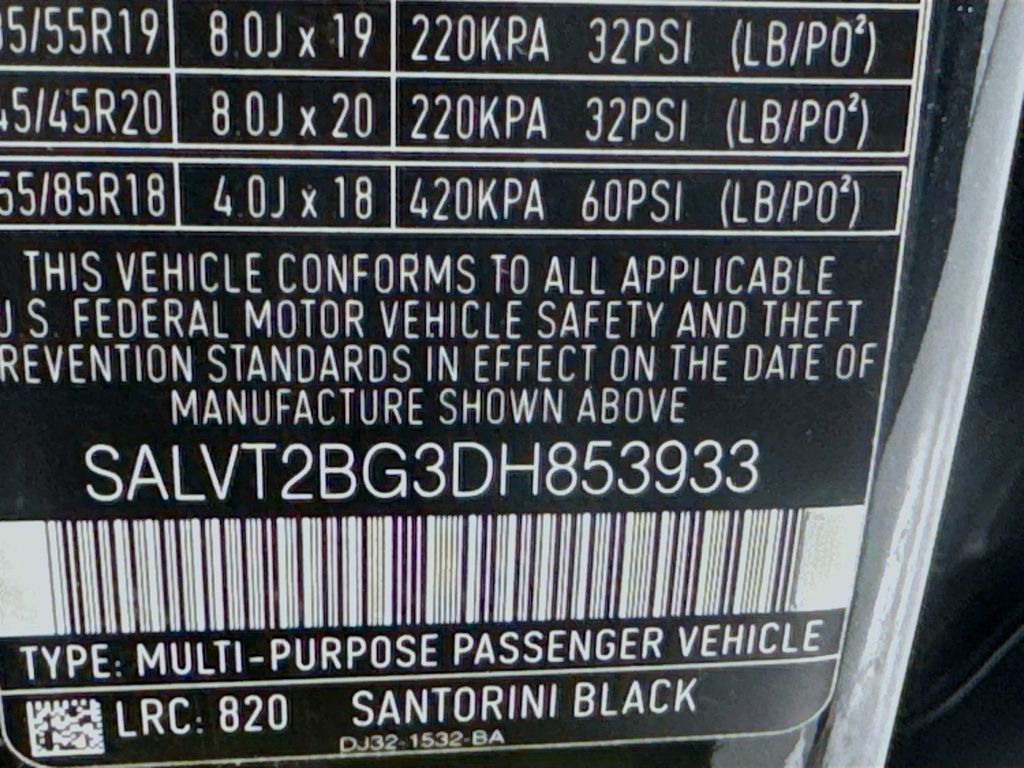 5/55R19 8.0J x 19 220KPA 32PSI (LB/PO²)
45/45R20 8.0J x 20 220KPA 32PSI (LB/PO²)
55/85R18 4.0J x 18 420KPA 60PSI (LB/PO²)
THIS VEHICLE CONFORMS TO ALL APPLICABLE
U.S. FEDERAL MOTOR VEHICLE SAFETY AND THEFT
REVENTION STANDARDS IN EFFECT ON THE DATE OF
MANUFACTURE SHOWN ABOVE
SALVT2BG3DH853933
TYPE: MULTI-PURPOSE PASSENGER VEHICLE
LRC: 820 SANTORINI BLACK
DJ32-1532-BA